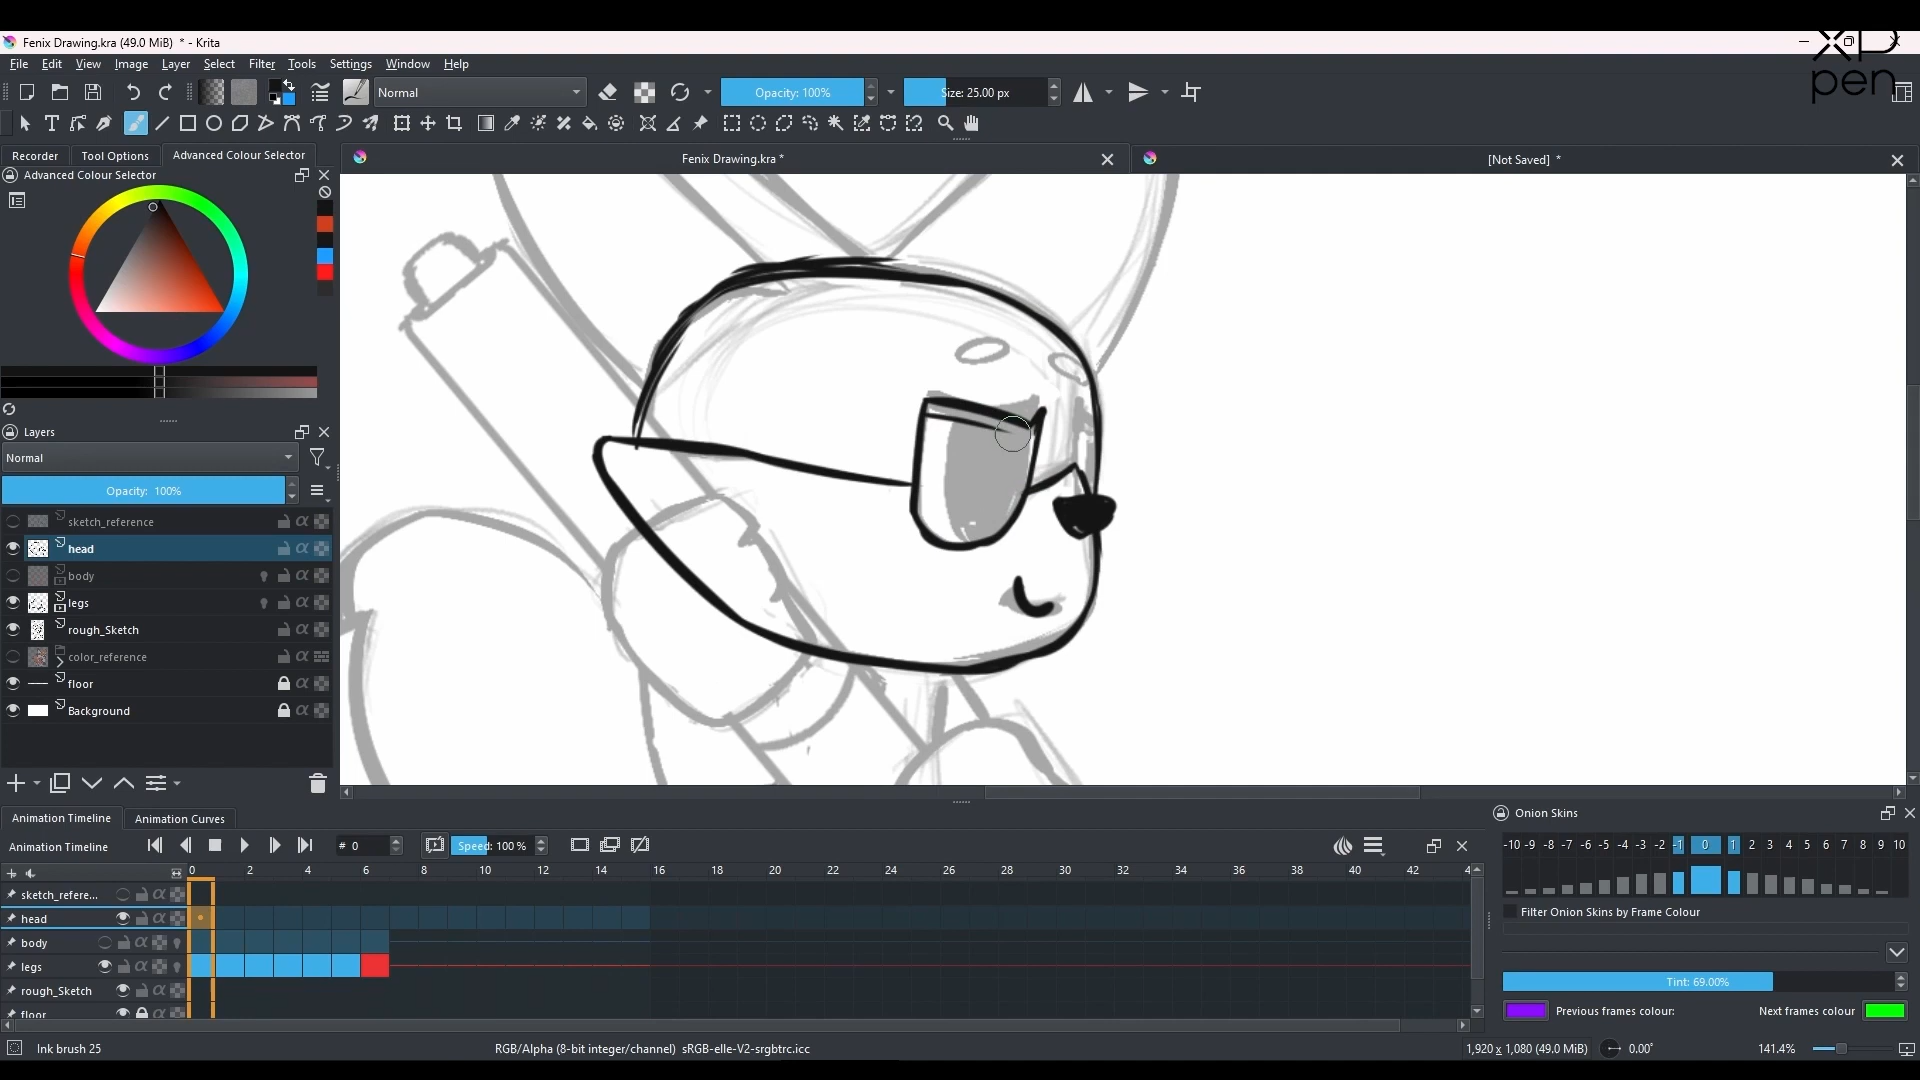 Fenix Drawing.kra (49.0 MiB) * - Krita
xp
pen
File Edit View Image Layer Select Filter Tools Settings Window Help
Normal
Opacity: 100%
Size: 25.00 px
Recorder Tool Options Advanced Colour Selector
Fenix Drawing.kra *
[Not Saved] *
Advanced Colour Selector
Layers
Normal
Opacity: 100%
sketch_reference
head
body
legs
rough_Sketch
color_reference
floor
Background
Animation Timeline Animation Curves
Onion Skins
Animation Timeline
# 0
Speed: 100 %
-10 -9 -8 -7 -6 -5 -4 -3 -2 -1 0 1 2 3 4 5 6 7 8 9 10
0 2 4 6 8 10 12 14 16 18 20 22 24 26 28 30 32 34 36 38 40 42 4
sketch_refere...
head
Filter Onion Skins by Frame Colour
body
legs
Tint: 69.00%
rough_Sketch
Previous frames colour:
Next frames colour
floor
Ink brush 25
RGB/Alpha (8-bit integer/channel) sRGB-elle-V2-srgbtrc.icc
1,920 x 1,080 (49.0 MiB)
0.00°
141.4%